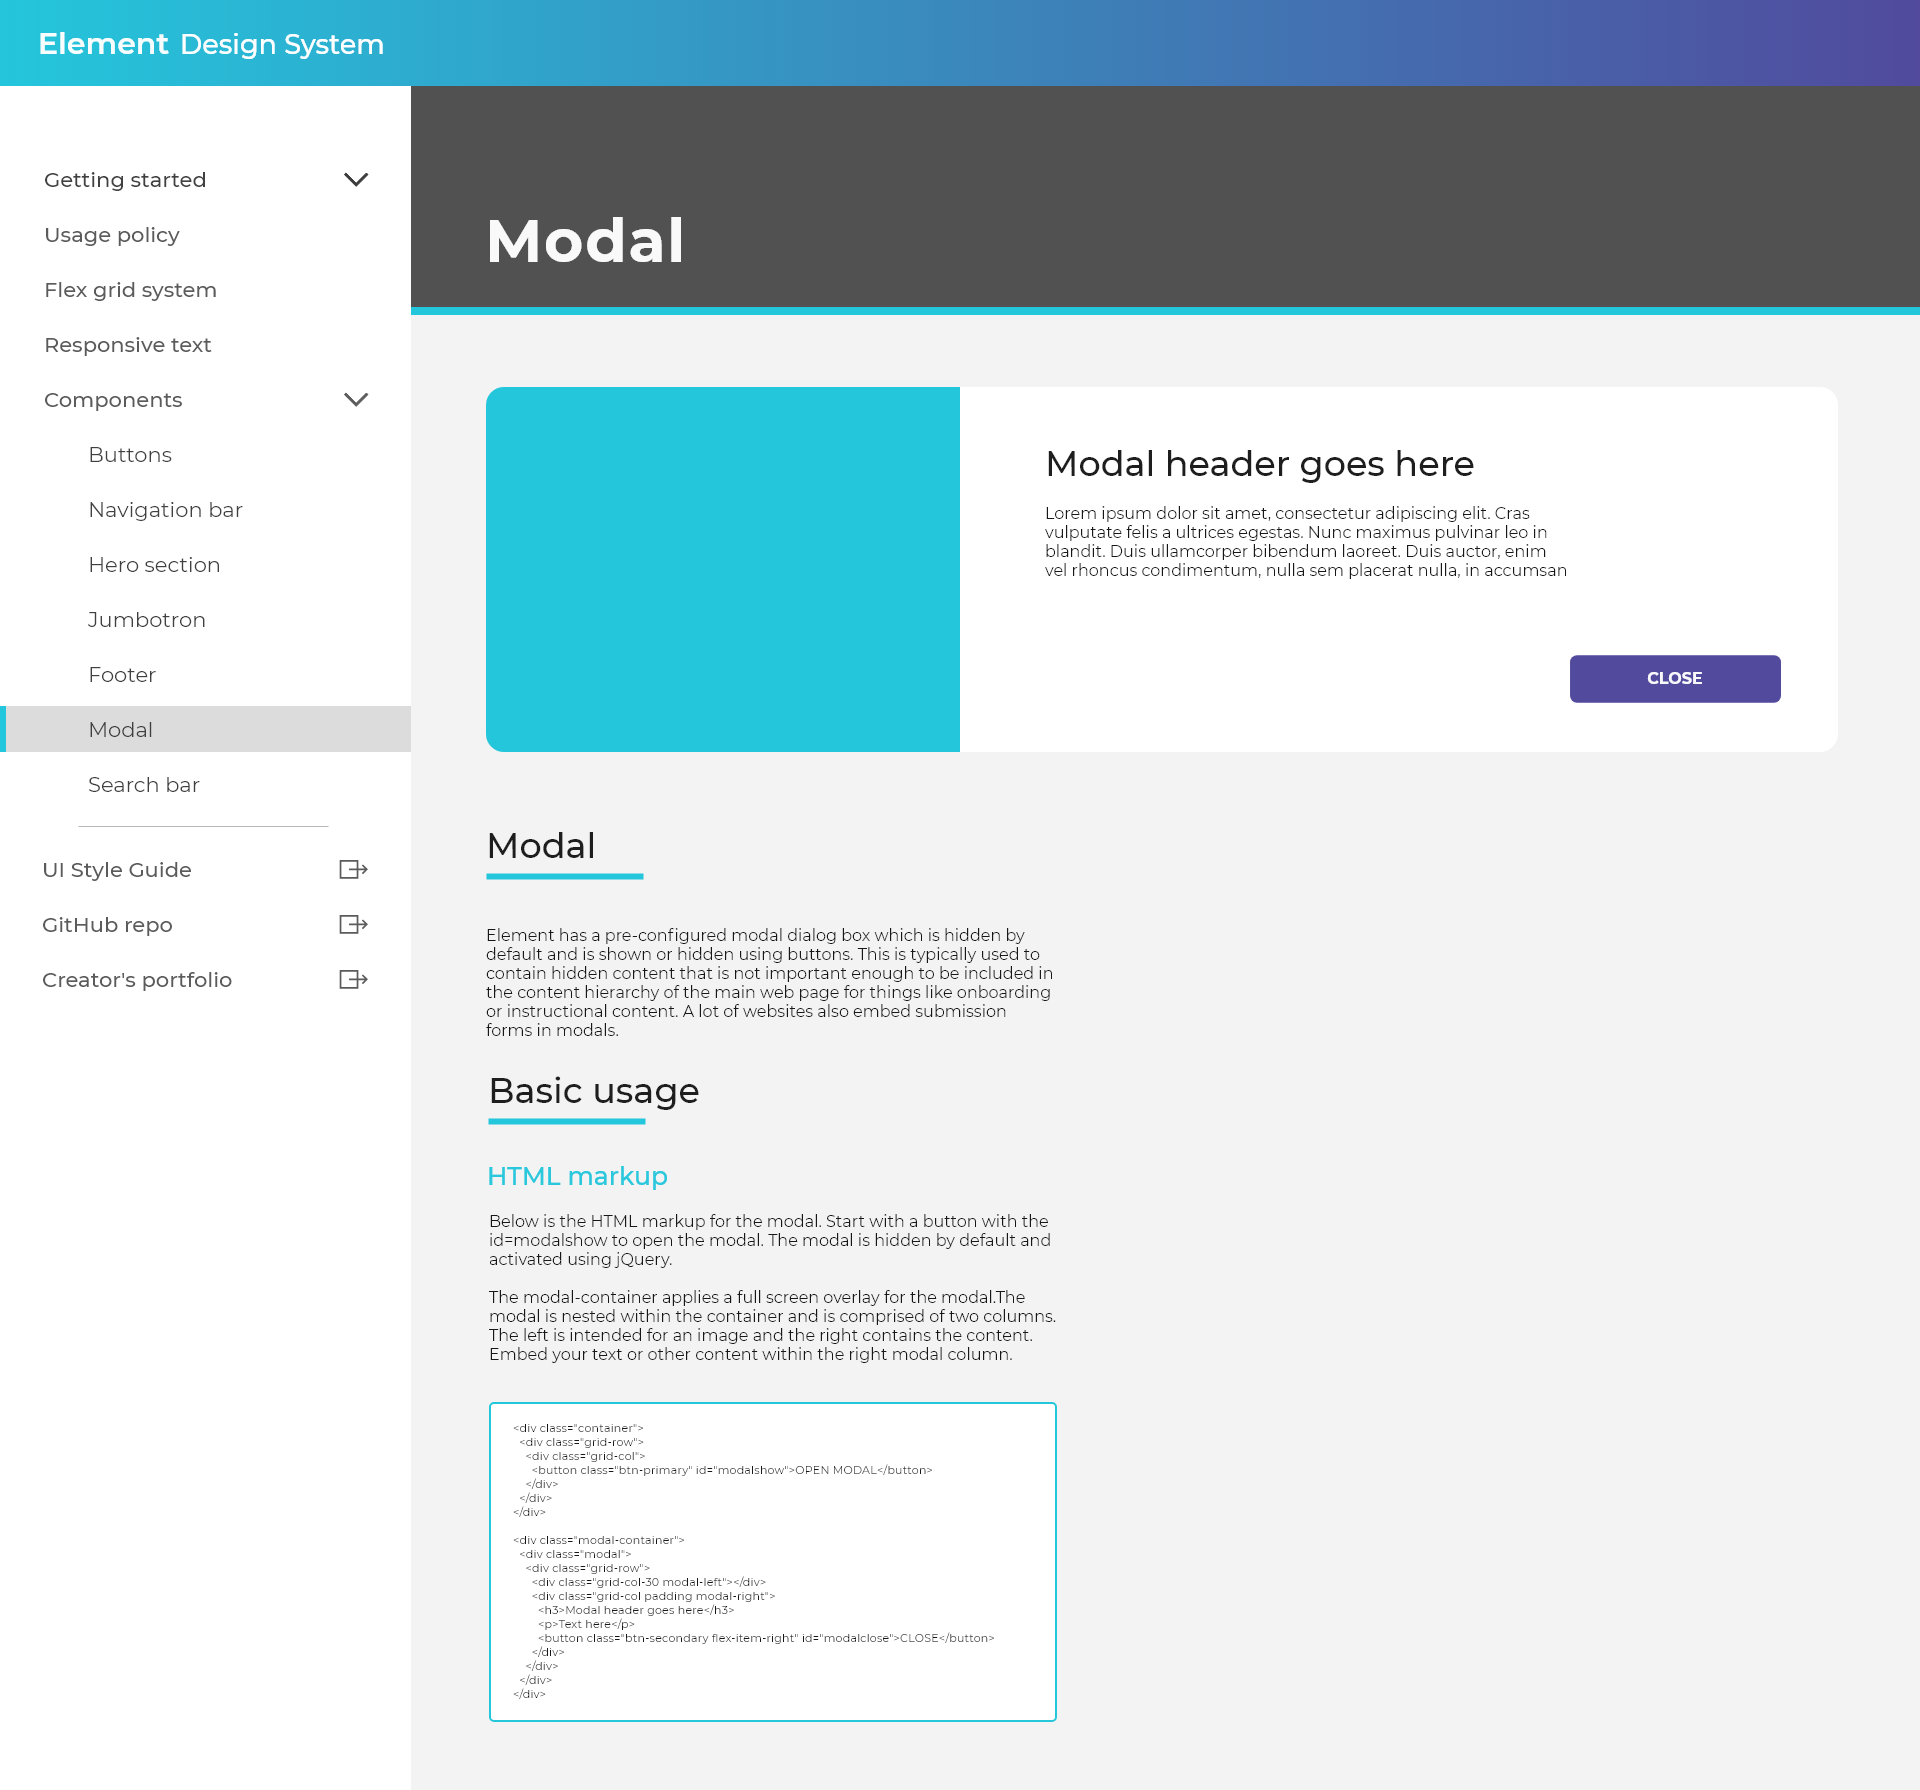 Element Design System
Getting started
Usage policy
Flex grid system
Responsive text
Components
Buttons
Navigation bar
Hero section
Jumbotron
Footer
Modal
Search bar
UI Style Guide
GitHub repo
Creator's portfolio
Modal
Modal header goes here
Lorem ipsum dolor sit amet, consectetur adipiscing elit. Cras
vulputate felis a ultrices egestas. Nunc maximus pulvinar leo in
blandit. Duis ullamcorper bibendum laoreet. Duis auctor, enim
vel rhoncus condimentum, nulla sem placerat nulla, in accumsan
CLOSE
Modal
Element has a pre-configured modal dialog box which is hidden by
default and is shown or hidden using buttons. This is typically used to
contain hidden content that is not important enough to be included in
the content hierarchy of the main web page for things like onboarding
or instructional content. A lot of websites also embed submission
forms in modals.
Basic usage
HTML markup
Below is the HTML markup for the modal. Start with a button with the
id=modalshow to open the modal. The modal is hidden by default and
activated using jQuery.
The modal-container applies a full screen overlay for the modal.The
modal is nested within the container and is comprised of two columns.
The left is intended for an image and the right contains the content.
Embed your text or other content within the right modal column.
<div class="container">
<div class="grid-row">
<div class="grid-col">
<button class="btn-primary" id="modalshow">OPEN MODAL</button>
</div>
</div>
</div>
<div class="modal-container">
<div class="modal">
<div class="grid-row">
<div class="grid-col-30 modal-left"></div>
<div class="grid-col padding modal-right">
<h3>Modal header goes here</h3>
<p>Text here</p>
<button class="btn-secondary flex-item-right" id="modalclose">CLOSE</button>
</div>
</div>
</div>
</div>